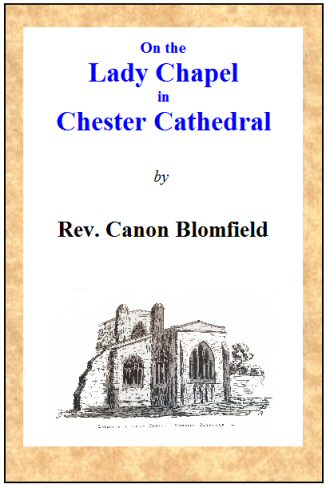 On the
Lady Chapel
in
Chester Cathedral
by
Rev. Canon Blomfield